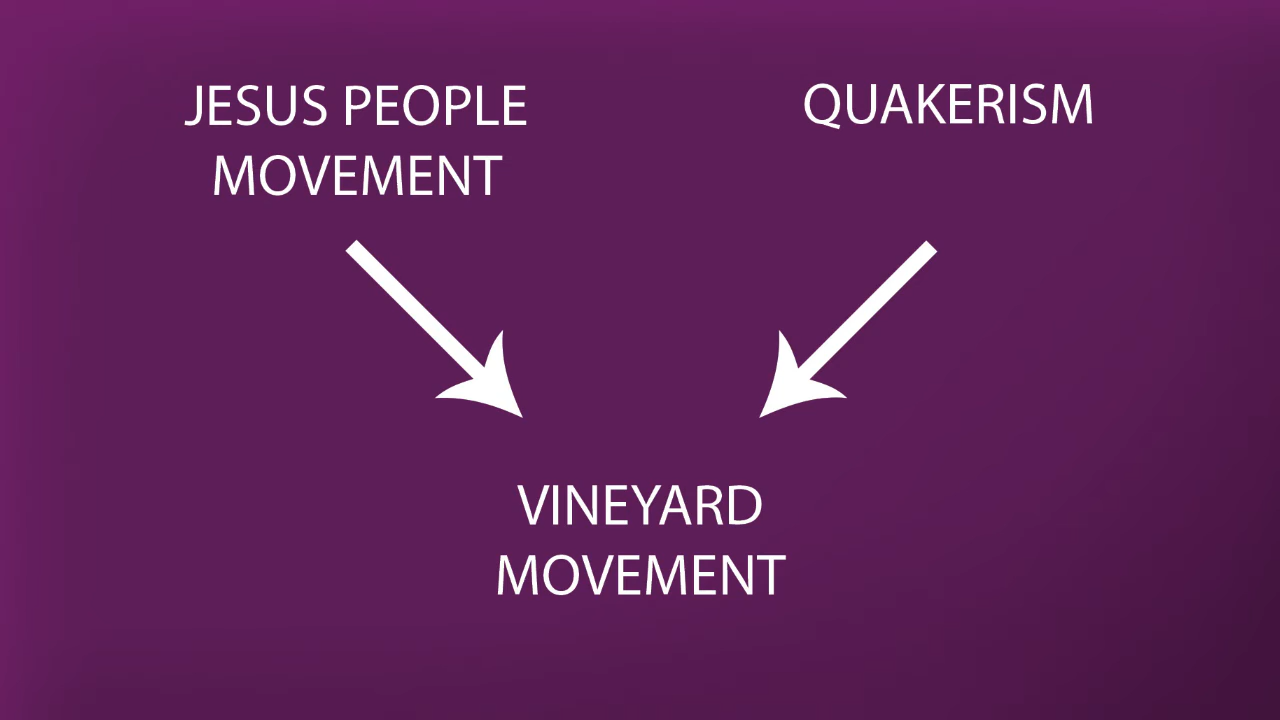 JESUS PEOPLE
MOVEMENT
QUAKERISM
VINEYARD
MOVEMENT